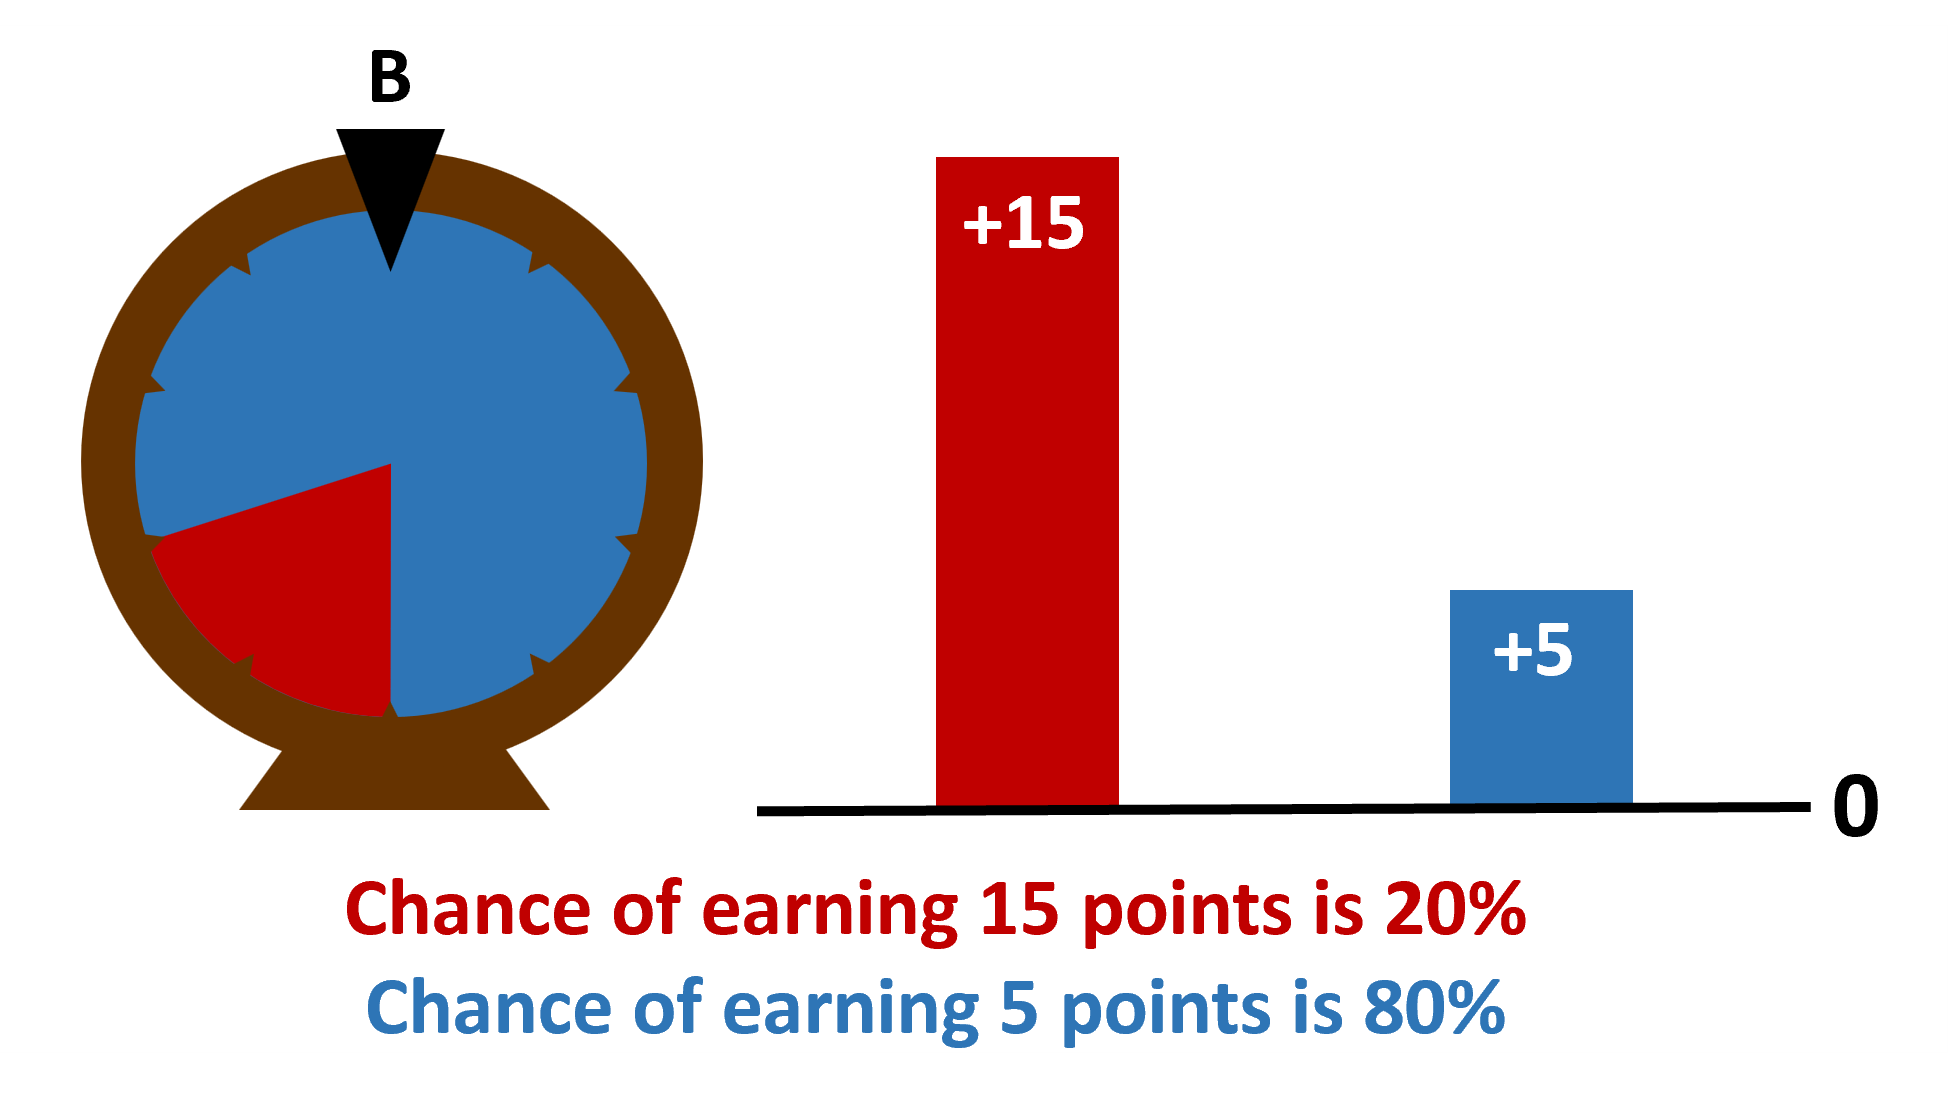 B
+15
+5
0
Chance of earning 15 points is 20%
Chance of earning 5 points is 80%